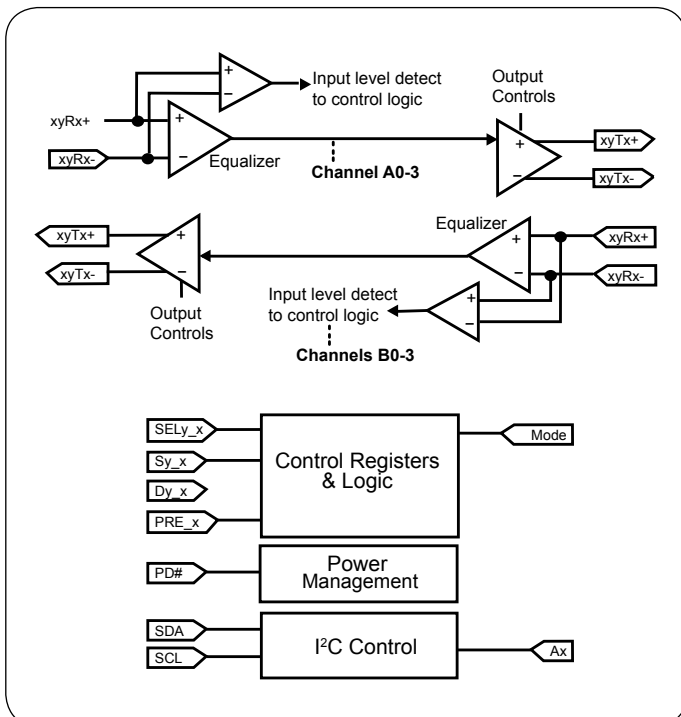 +
−
Input level detect
to control logic
Output
Controls
xyRx+
+
xyRx-
−
Equalizer
Channel A0-3
+
−
xyTx+
xyTx-
xyTx+
xyTx-
+
−
Output
Controls
Equalizer
+
−
xyRx+
xyRx-
Input level detect
to control logic
+
−
Channels B0-3
SELy_x
Sy_x
Dy_x
PRE_x
Control Registers
& Logic
Mode
PD#
Power
Management
SDA
SCL
I²C Control
Ax